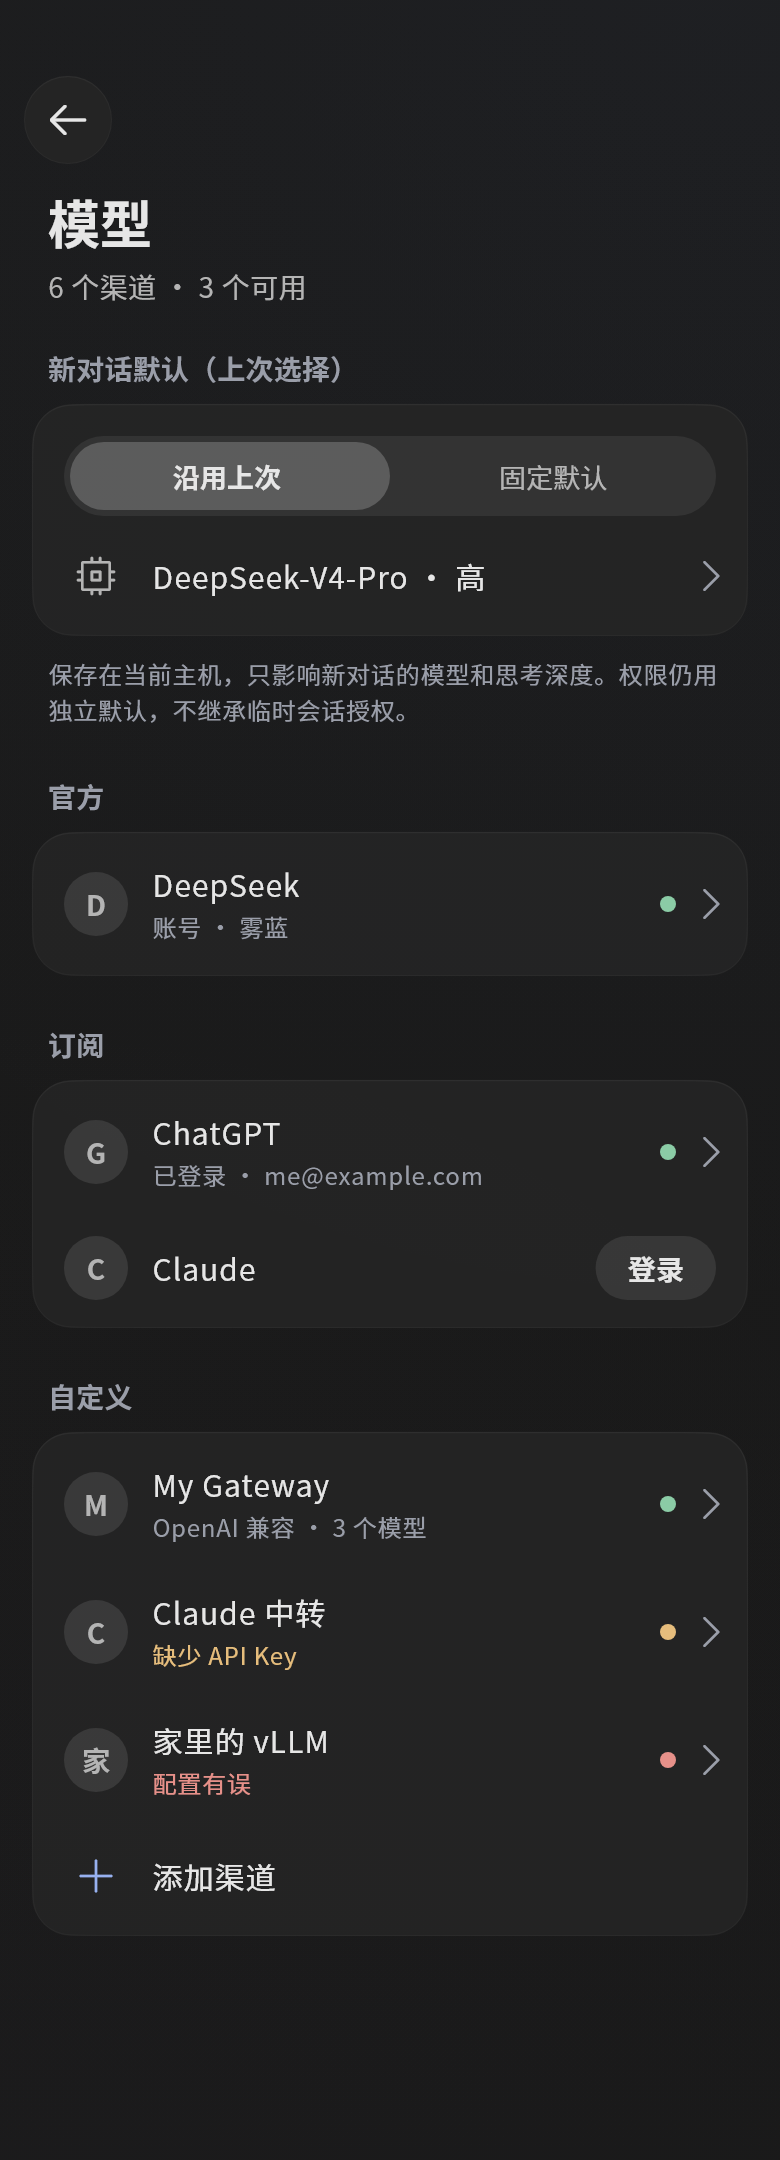 模型
6 个渠道 · 3 个可用
新对话默认（上次选择）
沿用上次
固定默认
DeepSeek-V4-Pro · 高
保存在当前主机，只影响新对话的模型和思考深度。权限仍用
独立默认，不继承临时会话授权。
官方
D
DeepSeek
账号 · 雾蓝
订阅
G
ChatGPT
已登录 · me@example.com
C
Claude
登录
自定义
M
My Gateway
OpenAI 兼容 · 3 个模型
C
Claude 中转
缺少 API Key
家
家里的 vLLM
配置有误
添加渠道